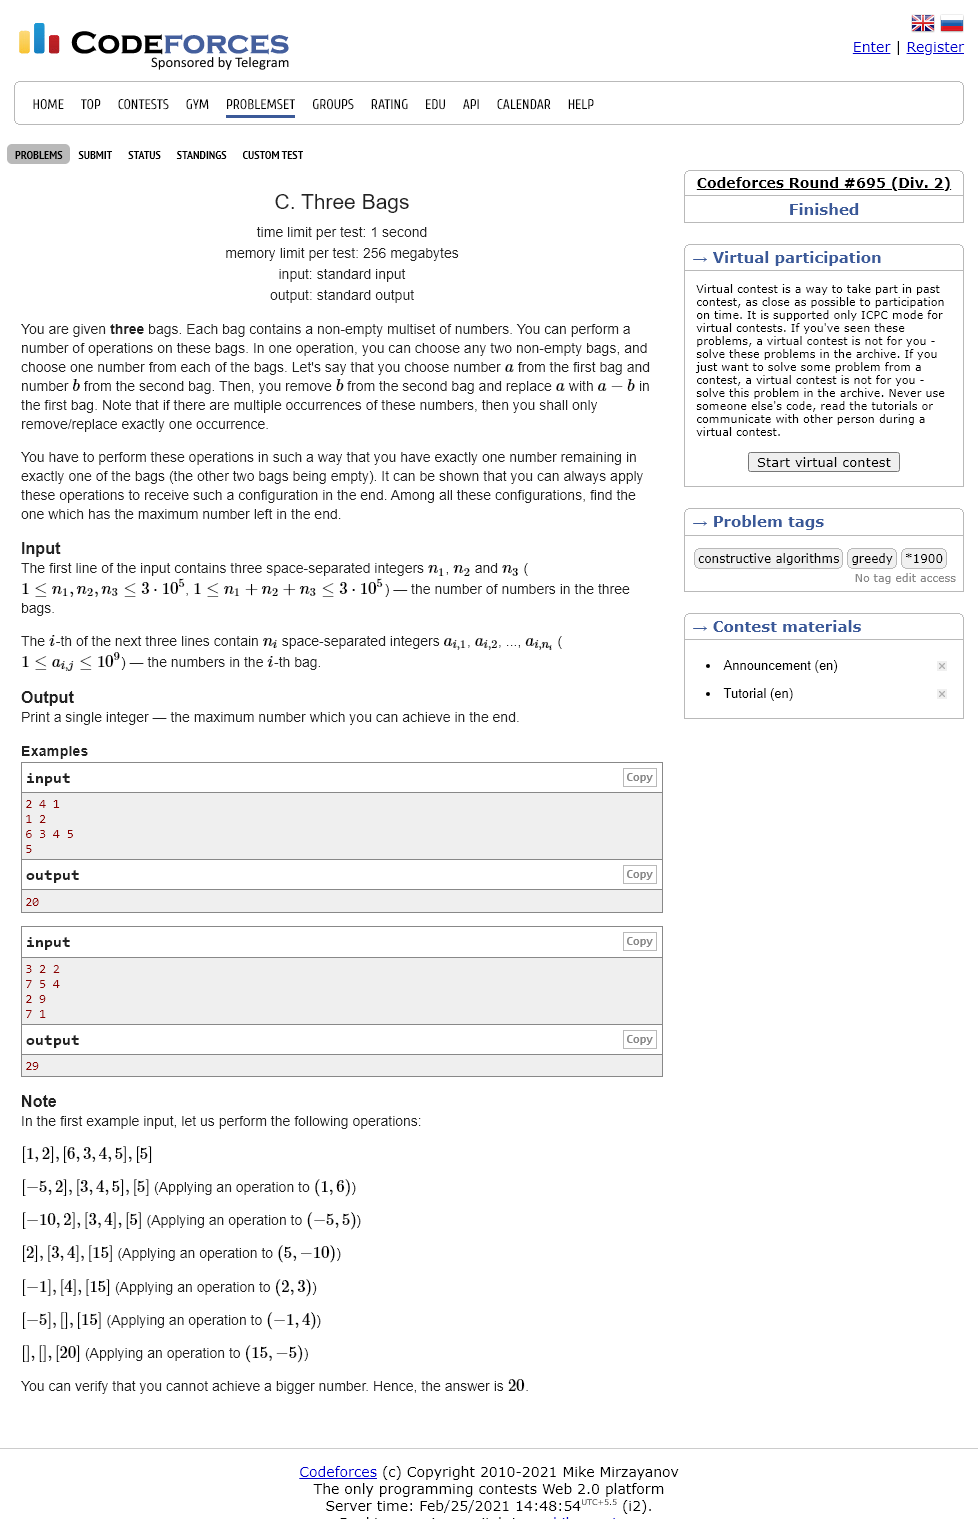 CODEFORCES
Sponsored by Telegram
Enter | Register
HOME TOP CONTESTS GYM PROBLEMSET GROUPS RATING EDU API CALENDAR HELP
PROBLEMS SUBMIT STATUS STANDINGS CUSTOM TEST
C. Three Bags
time limit per test: 1 second
memory limit per test: 256 megabytes
input: standard input
output: standard output
You are given three bags. Each bag contains a non-empty multiset of numbers. You can perform a
number of operations on these bags. In one operation, you can choose any two non-empty bags, and
choose one number from each of the bags. Let's say that you choose number a from the first bag and
number b from the second bag. Then, you remove b from the second bag and replace a with a − b in
the first bag. Note that if there are multiple occurrences of these numbers, then you shall only
remove/replace exactly one occurrence.
You have to perform these operations in such a way that you have exactly one number remaining in
exactly one of the bags (the other two bags being empty). It can be shown that you can always apply
these operations to receive such a configuration in the end. Among all these configurations, find the
one which has the maximum number left in the end.
Input
The first line of the input contains three space-separated integers n₁, n₂ and n₃ (
1 ≤ n₁, n₂, n₃ ≤ 3 · 10⁵, 1 ≤ n₁ + n₂ + n₃ ≤ 3 · 10⁵) — the number of numbers in the three
bags.
The i-th of the next three lines contain nᵢ space-separated integers a_{i,1}, a_{i,2}, ..., a_{i,n_i} (
1 ≤ a_{i,j} ≤ 10⁹) — the numbers in the i-th bag.
Output
Print a single integer — the maximum number which you can achieve in the end.
Examples
input Copy
2 4 1
1 2
6 3 4 5
5
output Copy
20
input Copy
3 2 2
7 5 4
2 9
7 1
output Copy
29
Note
In the first example input, let us perform the following operations:
[1, 2], [6, 3, 4, 5], [5]
[−5, 2], [3, 4, 5], [5] (Applying an operation to (1, 6))
[−10, 2], [3, 4], [5] (Applying an operation to (−5, 5))
[2], [3, 4], [15] (Applying an operation to (5, −10))
[−1], [4], [15] (Applying an operation to (2, 3))
[−5], [], [15] (Applying an operation to (−1, 4))
[], [], [20] (Applying an operation to (15, −5))
You can verify that you cannot achieve a bigger number. Hence, the answer is 20.
Codeforces Round #695 (Div. 2)
Finished
→ Virtual participation
Virtual contest is a way to take part in past
contest, as close as possible to participation
on time. It is supported only ICPC mode for
virtual contests. If you've seen these
problems, a virtual contest is not for you -
solve these problems in the archive. If you
just want to solve some problem from a
contest, a virtual contest is not for you -
solve this problem in the archive. Never use
someone else's code, read the tutorials or
communicate with other person during a
virtual contest.
Start virtual contest
→ Problem tags
constructive algorithms greedy *1900
No tag edit access
→ Contest materials
Announcement (en)
Tutorial (en)
Codeforces (c) Copyright 2010-2021 Mike Mirzayanov
The only programming contests Web 2.0 platform
Server time: Feb/25/2021 14:48:54 UTC+5.5 (i2).